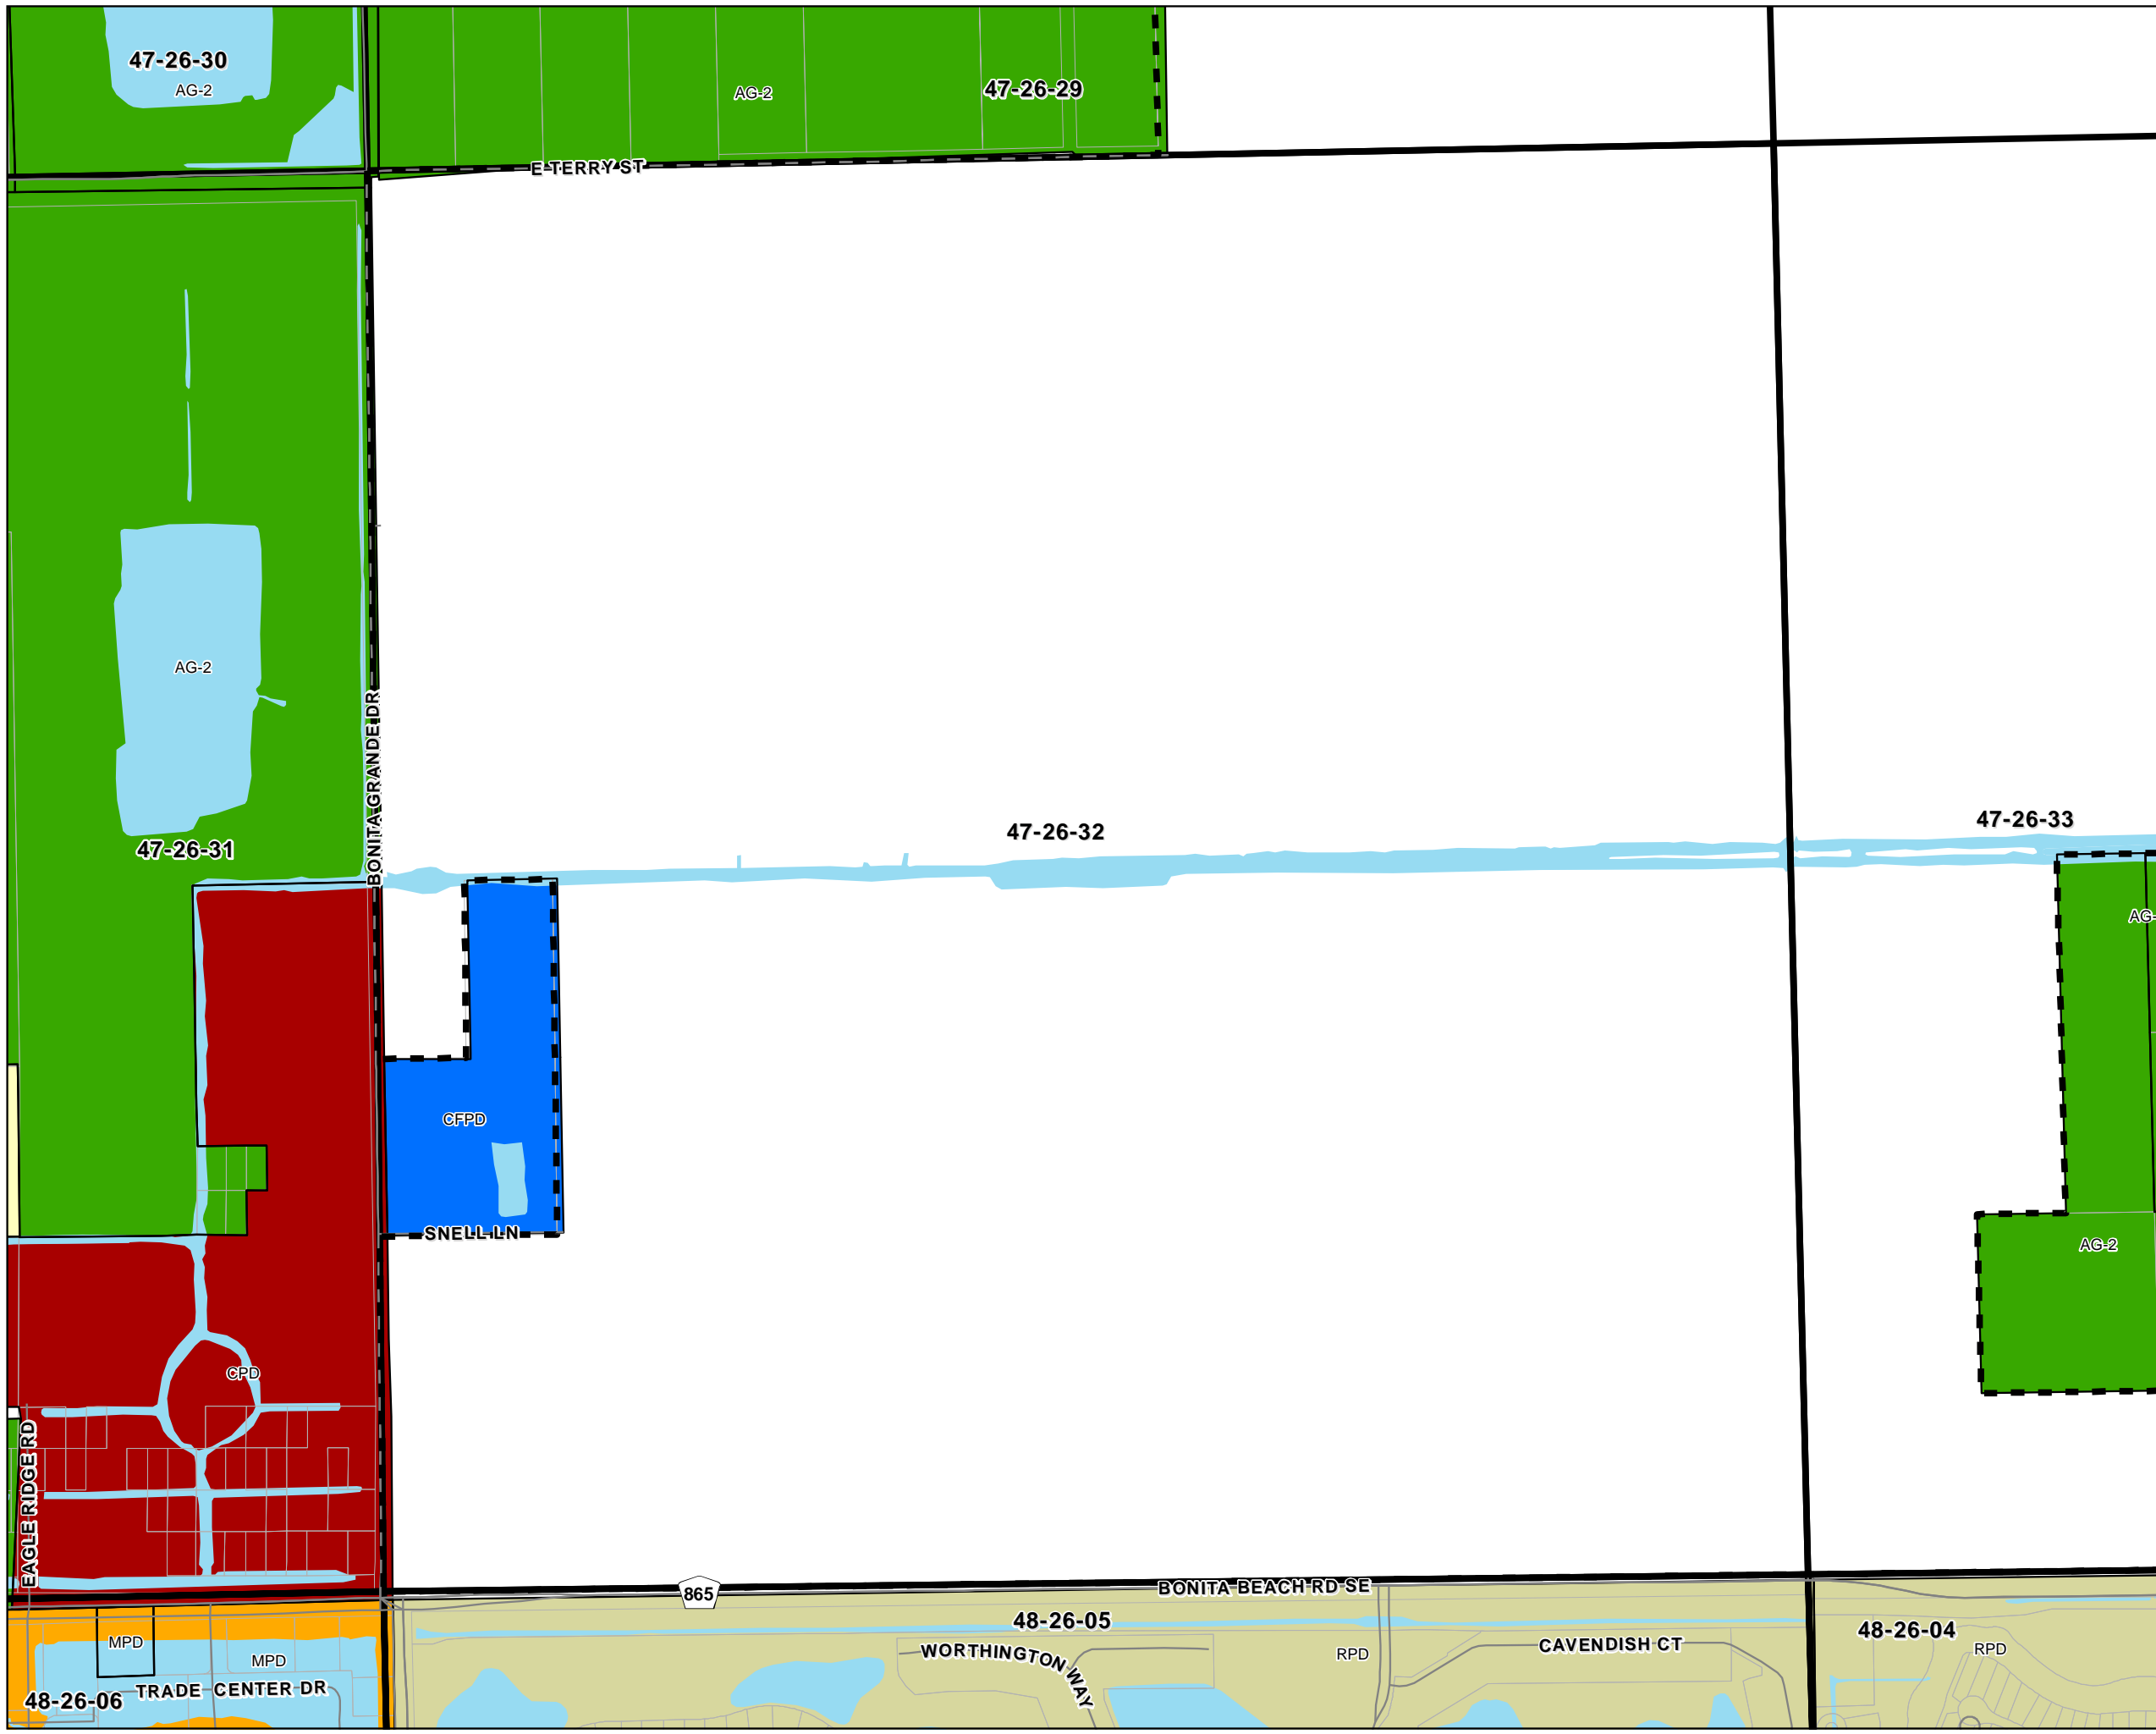 47-26-30
AG-2
AG-2
47-26-29
E TERRY ST
AG-2
BONITA GRANDE DR
47-26-31
47-26-32
47-26-33
AG-
CFPD
SNELL LN
AG-2
CPD
EAGLE RIDGE RD
865
BONITA BEACH RD SE
48-26-05
48-26-04
MPD
MPD
WORTHINGTON WAY
RPD
CAVENDISH CT
RPD
48-26-06
TRADE CENTER DR